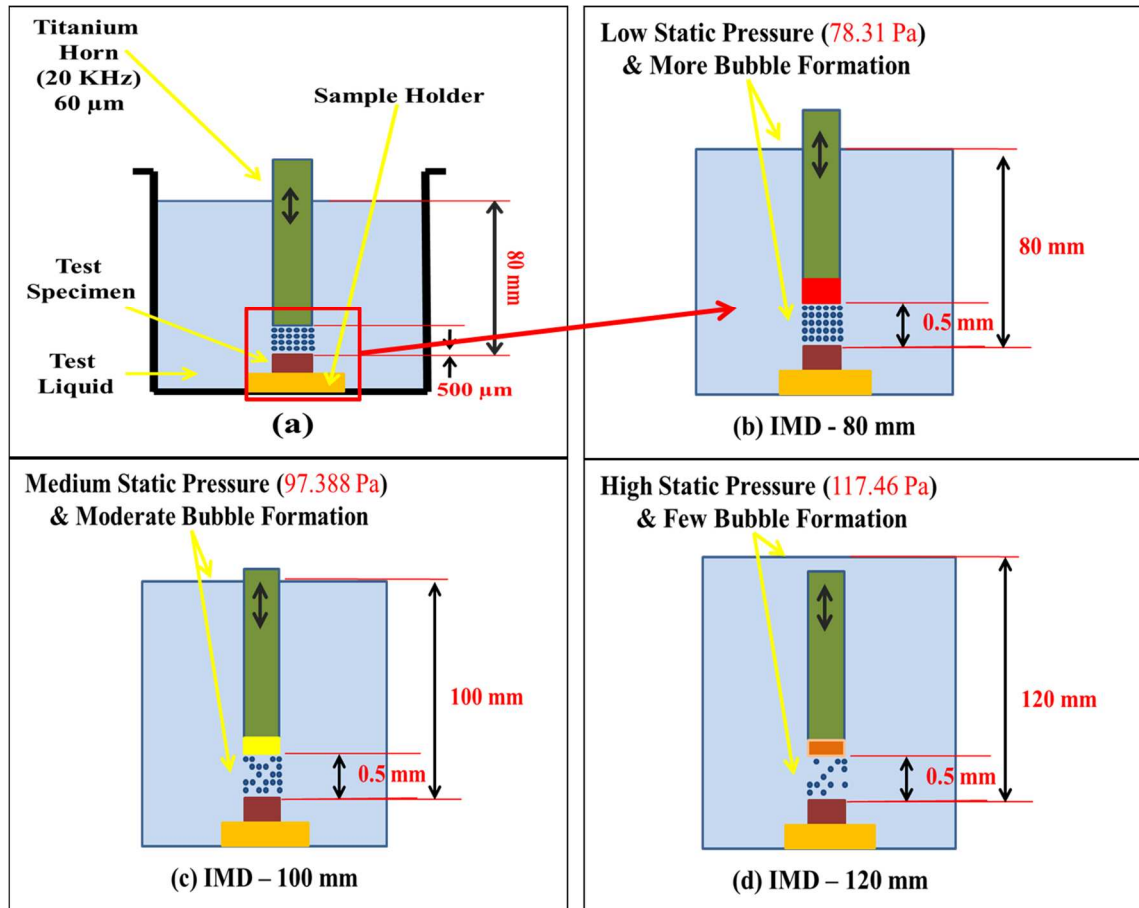 Titanium
Horn
(20 KHz)
60 µm
Sample Holder
Test
Specimen
Test
Liquid
80 mm
500 µm
(a)
Low Static Pressure (78.31 Pa)
& More Bubble Formation
80 mm
0.5 mm
(b) IMD - 80 mm
Medium Static Pressure (97.388 Pa)
& Moderate Bubble Formation
100 mm
0.5 mm
(c) IMD – 100 mm
High Static Pressure (117.46 Pa)
& Few Bubble Formation
120 mm
0.5 mm
(d) IMD – 120 mm